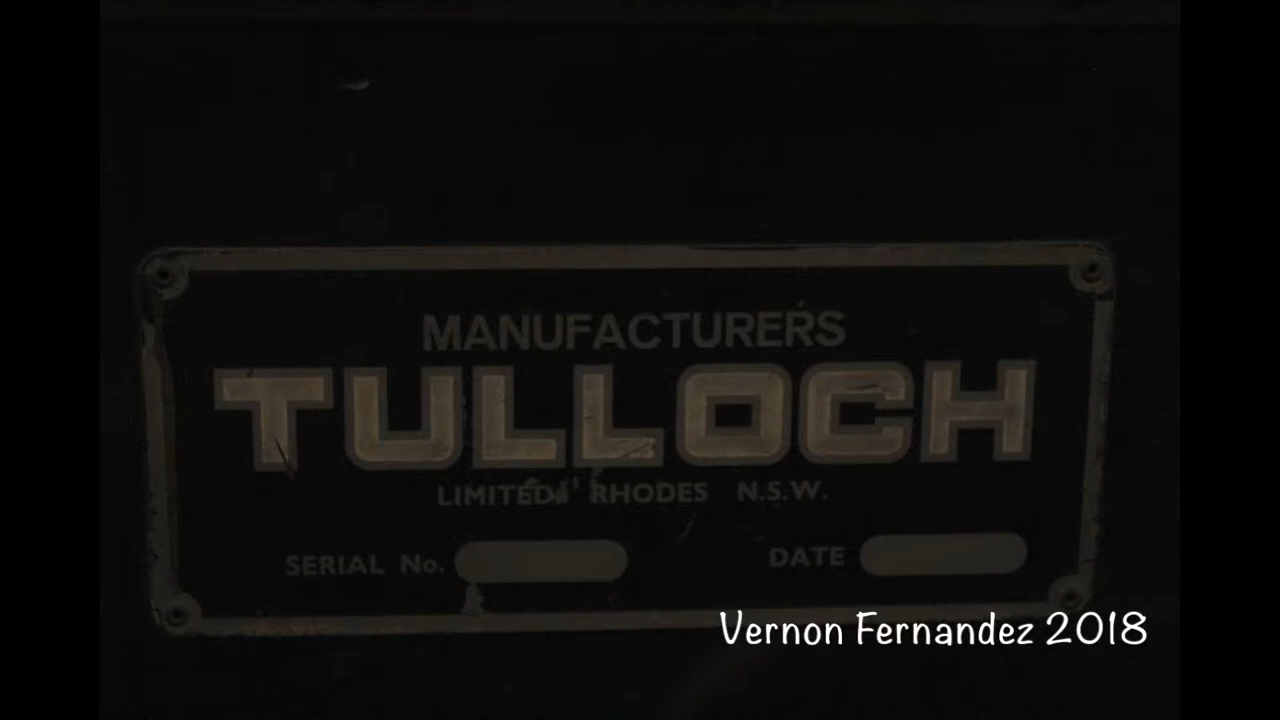 MANUFACTURERS
TULLOCH
LIMITED. RHODES N.S.W.
SERIAL No.
DATE
Vernon Fernandez 2018